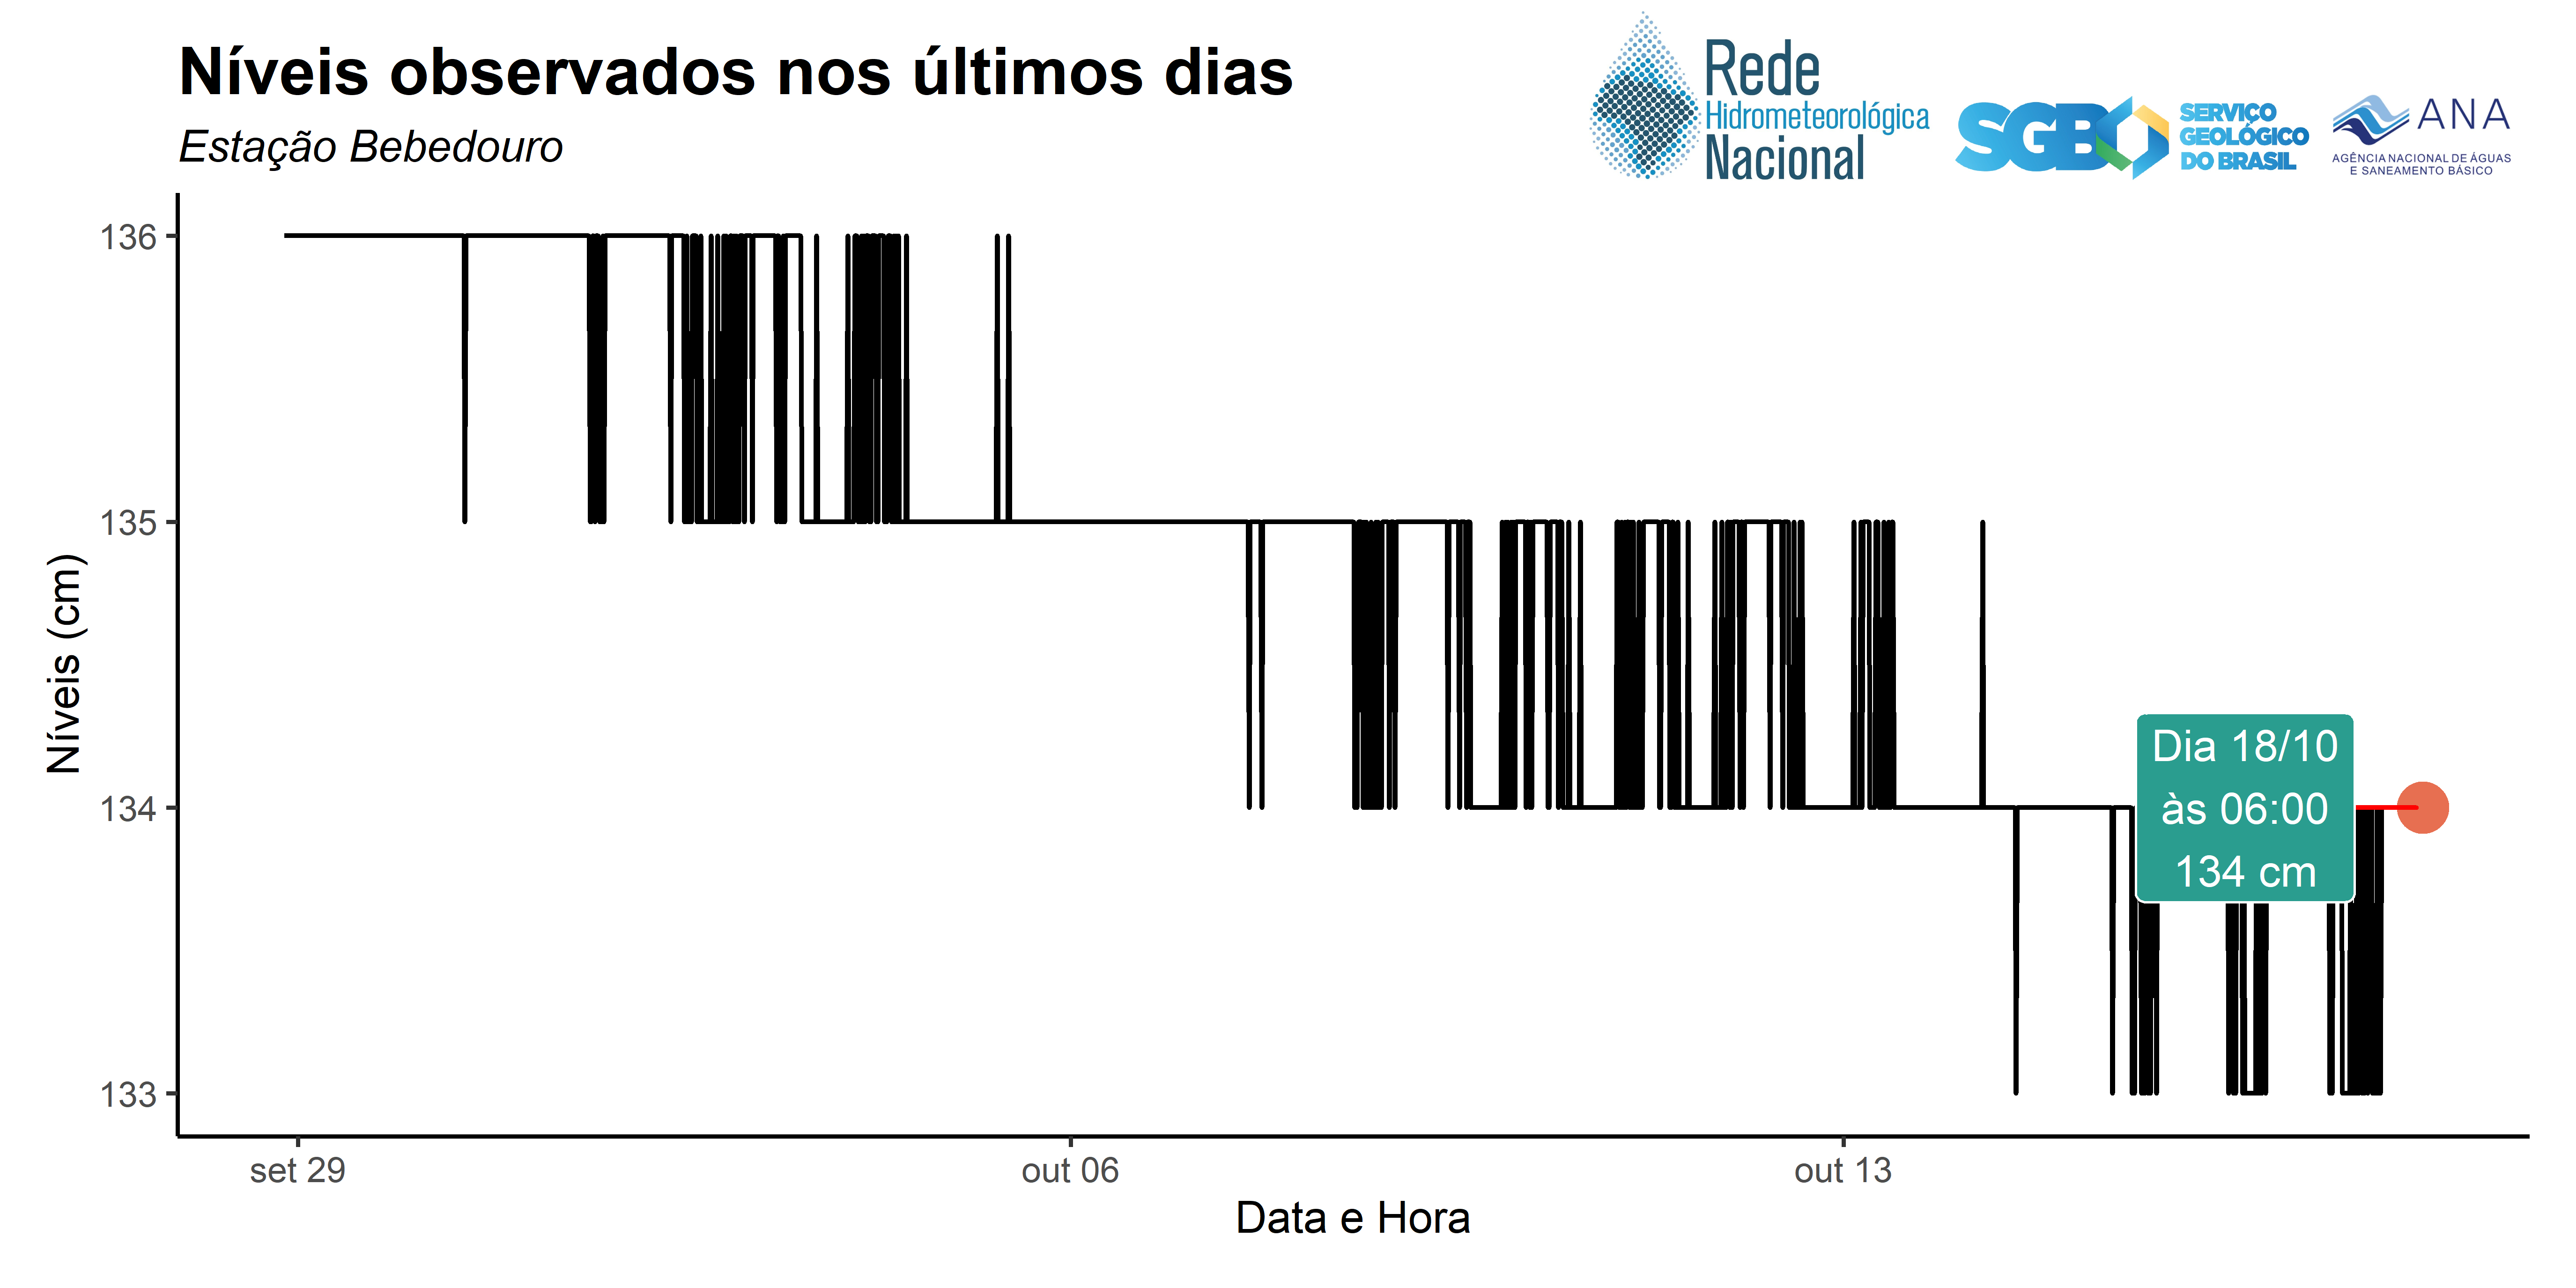 Níveis observados nos últimos dias
Estação Bebedouro
Rede
Hidrometeorológica
Nacional
SGB
SERVIÇO
GEOLÓGICO
DO BRASIL
ANA
AGÊNCIA NACIONAL DE ÁGUAS
E SANEAMENTO BÁSICO
136
135
134
133
Níveis (cm)
Dia 18/10
às 06:00
134 cm
set 29
out 06
out 13
Data e Hora